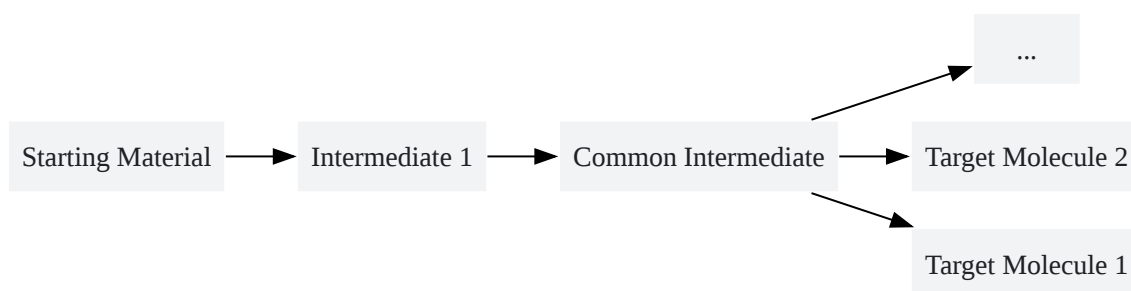 ...
Starting Material
Intermediate 1
Common Intermediate
Target Molecule 2
Target Molecule 1